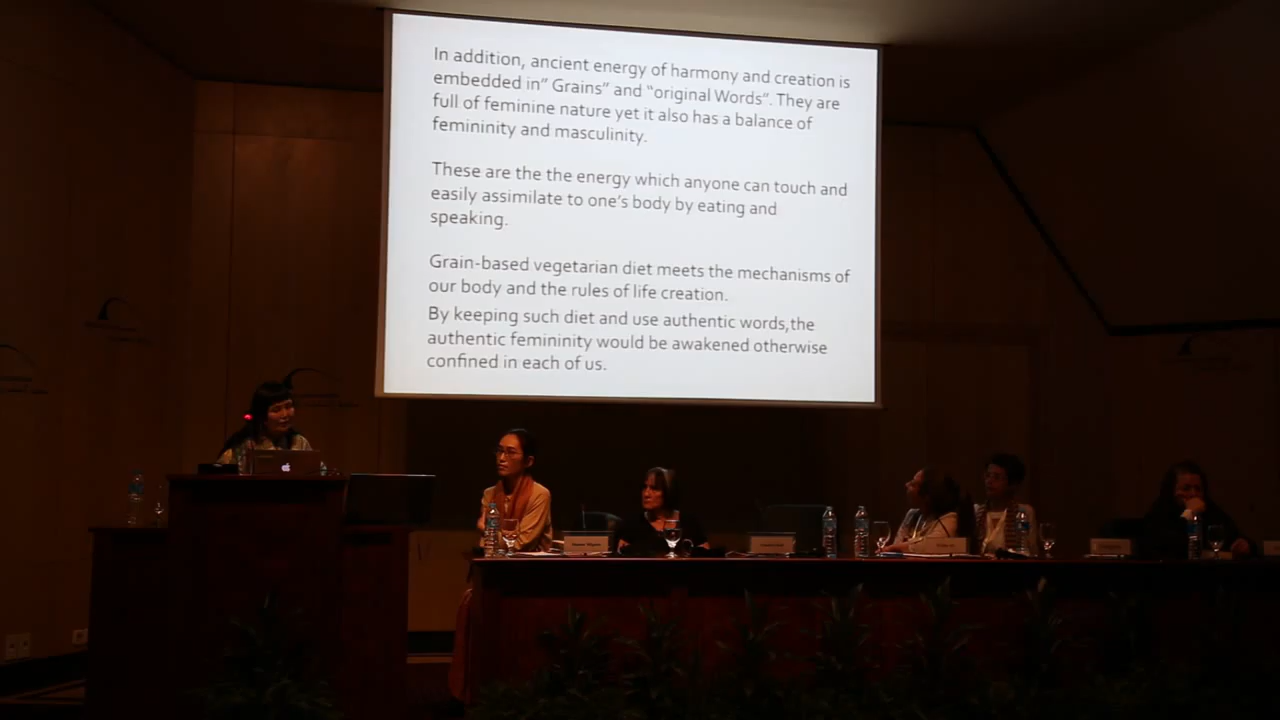 In addition, ancient energy of harmony and creation is
embedded in” Grains” and “original Words”. They are
full of feminine nature yet it also has a balance of
femininity and masculinity.
These are the the energy which anyone can touch and
easily assimilate to one’s body by eating and
speaking.
Grain-based vegetarian diet meets the mechanisms of
our body and the rules of life creation.
By keeping such diet and use authentic words,the
authentic femininity would be awakened otherwise
confined in each of us.